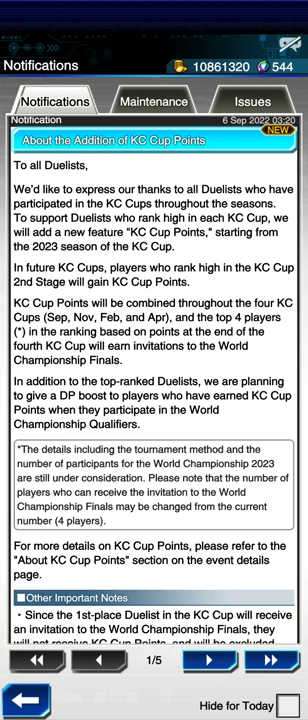 Notifications
10861320
544
Notifications
Maintenance
Issues
Notification
6 Sep 2022 03:20
NEW
About the Addition of KC Cup Points
To all Duelists,
We'd like to express our thanks to all Duelists who have
participated in the KC Cups throughout the seasons.
To support Duelists who rank high in each KC Cup, we
will add a new feature "KC Cup Points," starting from
the 2023 season of the KC Cup.
In future KC Cups, players who rank high in the KC Cup
2nd Stage will gain KC Cup Points.
KC Cup Points will be combined throughout the four KC
Cups (Sep, Nov, Feb, and Apr), and the top 4 players
(*) in the ranking based on points at the end of the
fourth KC Cup will earn invitations to the World
Championship Finals.
In addition to the top-ranked Duelists, we are planning
to give a DP boost to players who have earned KC Cup
Points when they participate in the World
Championship Qualifiers.
*The details including the tournament method and the
number of participants for the World Championship 2023
are still under consideration. Please note that the number of
players who can receive the invitation to the World
Championship Finals may be changed from the current
number (4 players).
For more details on KC Cup Points, please refer to the
"About KC Cup Points" section on the event details
page.
■Other Important Notes
・Since the 1st-place Duelist in the KC Cup will receive
an invitation to the World Championship Finals, they
will not receive KC Cup Points, and will be excluded
1/5
Hide for Today